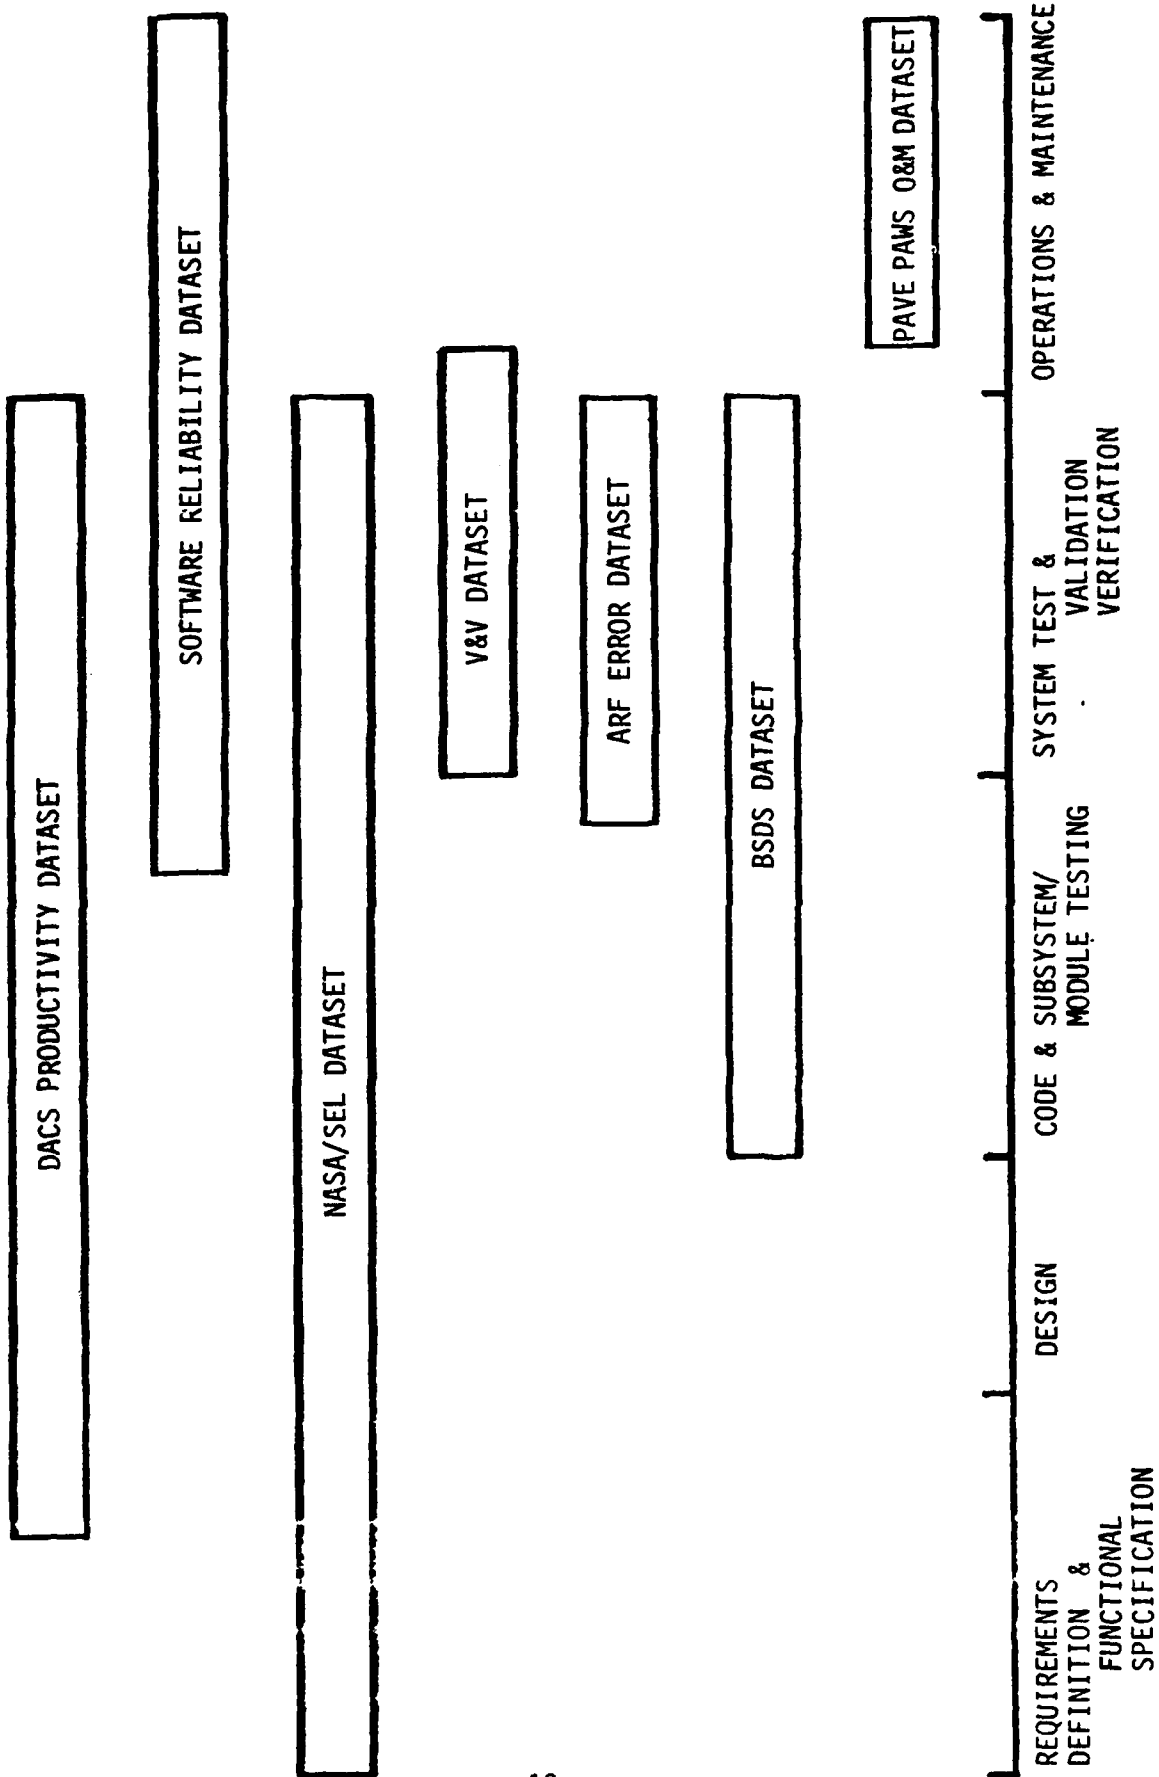 DACS PRODUCTIVITY DATASET
SOFTWARE RELIABILITY DATASET
NASA/SEL DATASET
V&V DATASET
ARF ERROR DATASET
BSDS DATASET
PAVE PAWS O&M DATASET
REQUIREMENTS
DEFINITION &
FUNCTIONAL
SPECIFICATION
DESIGN
CODE & SUBSYSTEM/
MODULE TESTING
SYSTEM TEST &
VALIDATION
VERIFICATION
OPERATIONS & MAINTENANCE